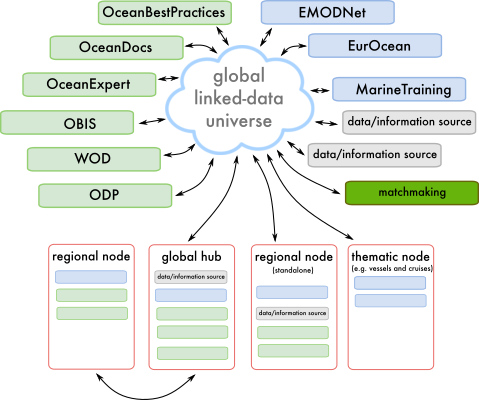 OceanBestPractices
EMODNet
OceanDocs
EurOcean
OceanExpert
global
linked-data
universe
MarineTraining
OBIS
data/information source
WOD
data/information source
ODP
matchmaking
regional node
global hub
data/information source
regional node
(standalone)
data/information source
thematic node
(e.g. vessels and cruises)